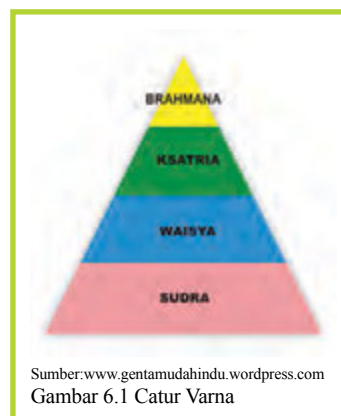 BRAHMANA
KSATRIA
WAISYA
SUDRA
Sumber:www.gentamudahindu.wordpress.com
Gambar 6.1 Catur Varna